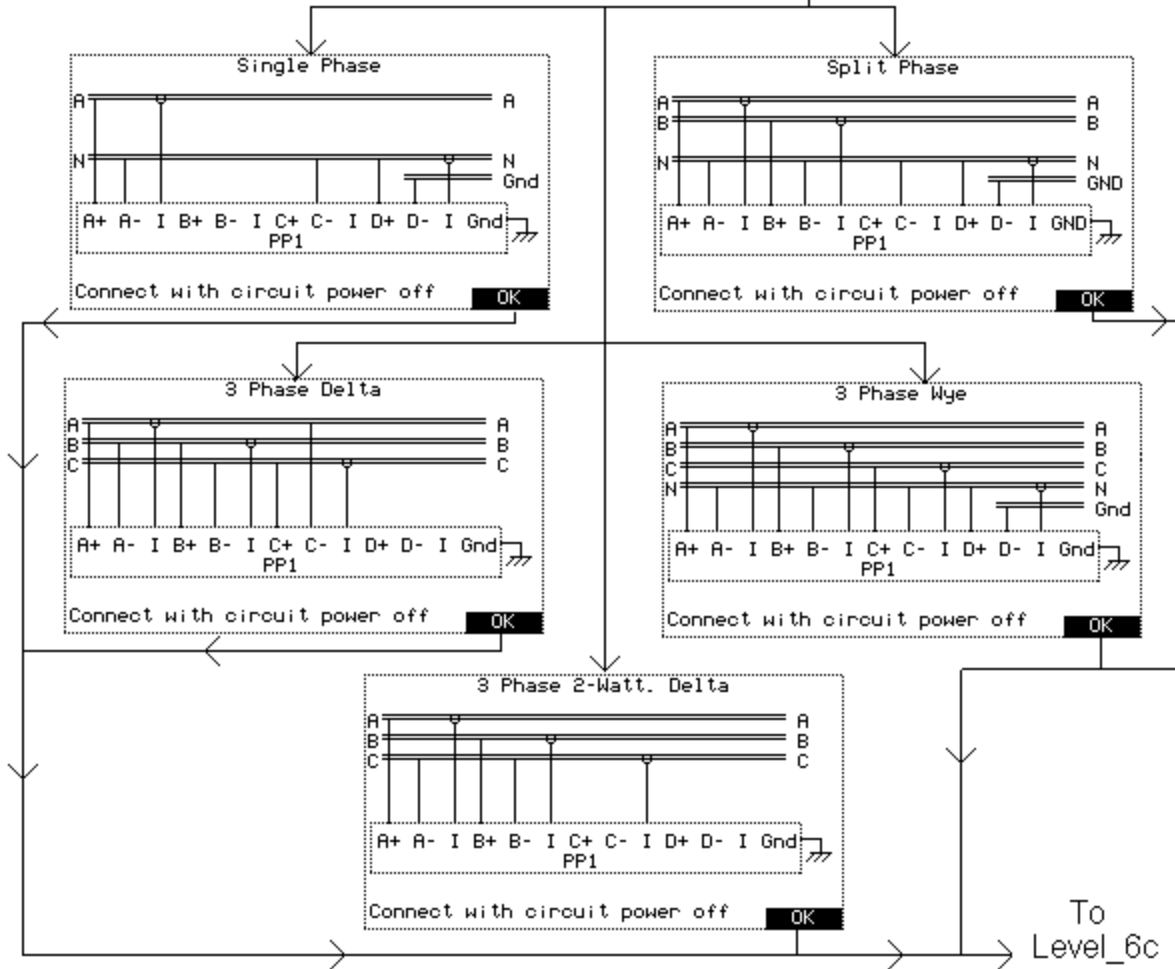 Single Phase
A A
N N
Gnd
A+ A- I B+ B- I C+ C- I D+ D- I Gnd
PP1
Connect with circuit power off OK
Split Phase
A A
B B
N N
GND
A+ A- I B+ B- I C+ C- I D+ D- I GND
PP1
Connect with circuit power off OK
3 Phase Delta
A A
B B
C C
A+ A- I B+ B- I C+ C- I D+ D- I Gnd
PP1
Connect with circuit power off OK
3 Phase Wye
A A
B B
C C
N N
Gnd
A+ A- I B+ B- I C+ C- I D+ D- I Gnd
PP1
Connect with circuit power off OK
3 Phase 2-Watt. Delta
A A
B B
C C
A+ A- I B+ B- I C+ C- I D+ D- I Gnd
PP1
Connect with circuit power off OK
To
Level_6c